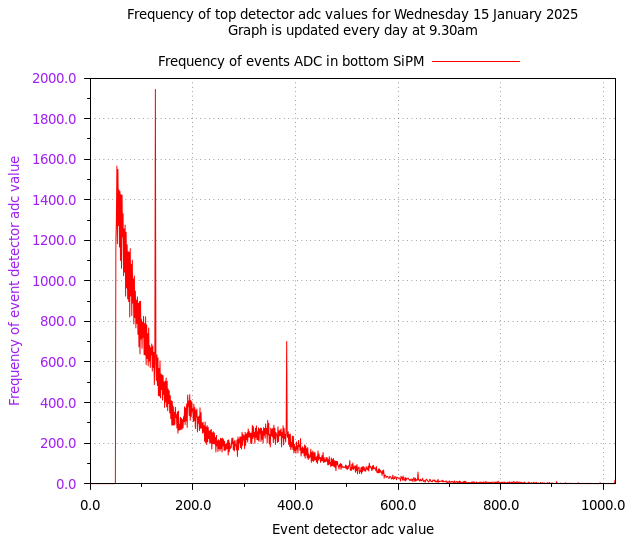 Frequency of top detector adc values for Wednesday 15 January 2025
Graph is updated every day at 9.30am
Frequency of events ADC in bottom SiPM
Frequency of event detector adc value
2000.0
1800.0
1600.0
1400.0
1200.0
1000.0
800.0
600.0
400.0
200.0
0.0
0.0 200.0 400.0 600.0 800.0 1000.0
Event detector adc value